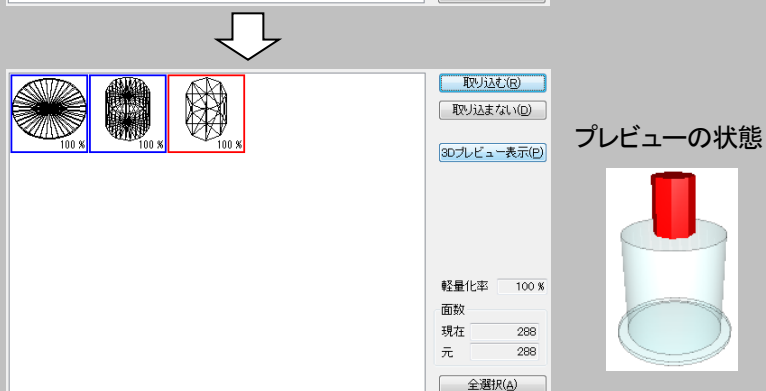 取り込む(R)
取り込まない(D)
3Dプレビュー表示(P)
プレビューの状態
100 %
100 %
100 %
軽量化率 100 %
面数
現在 288
元 288
全選択(A)